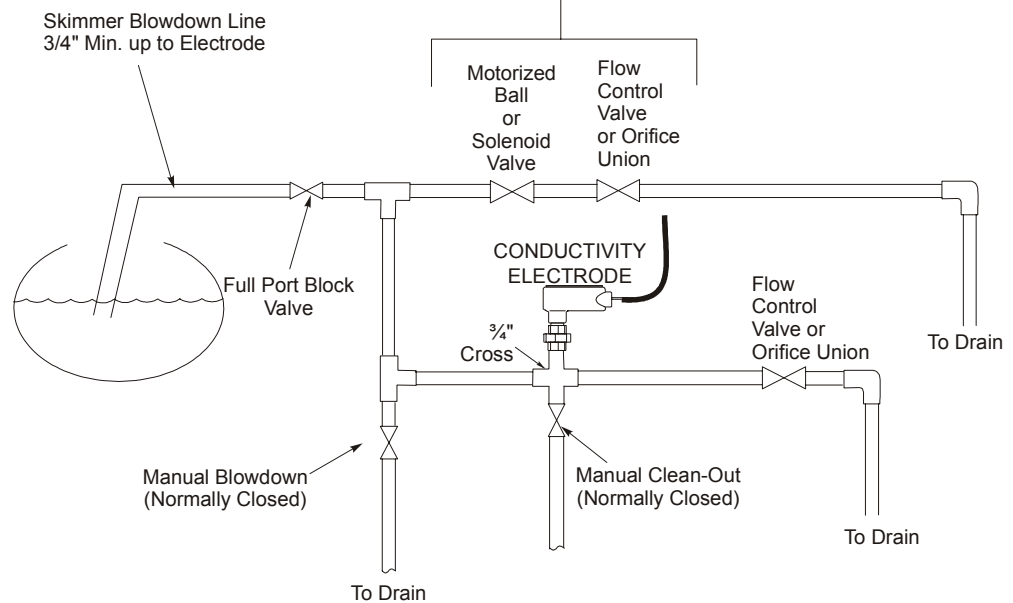 Skimmer Blowdown Line
3/4" Min. up to Electrode
Motorized
Ball
or
Solenoid
Valve
Flow
Control
Valve
or Orifice
Union
Full Port Block
Valve
CONDUCTIVITY
ELECTRODE
¾"
Cross
Flow
Control
Valve or
Orifice Union
To Drain
Manual Blowdown
(Normally Closed)
Manual Clean-Out
(Normally Closed)
To Drain
To Drain